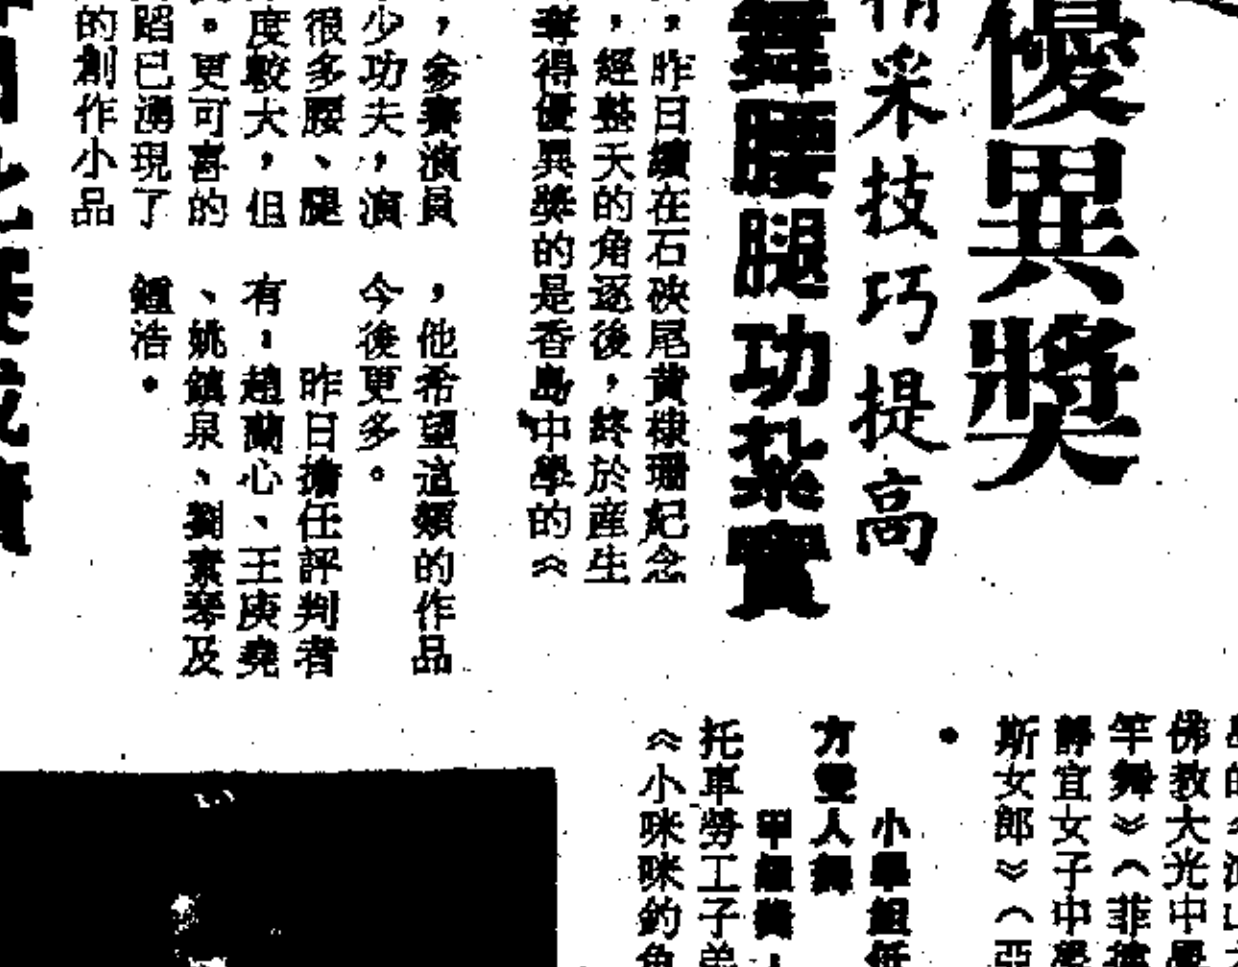 優異獎
采技巧提高
舞腰腿功紮實
，昨日續在石硤尾黄棣珊紀念
，經整天的角逐後，終於産生
奪得優異獎的是香島中學的《
，參賽演員
少功夫，演
很多腰、腿
度較大，但
。更可喜的
蹈已湧現了
的創作小品
，他希望這類的作品
今後更多。
昨日擔任評判者
有：趙蘭心、王庚堯
、姚鎮泉、劉素琴及
鍾浩。
佛教大光中學
竿舞》（菲
靜宜女子中學
斯女郎》（亞
小學組低
方雙人舞
甲組獎：
托車勞工子弟
《小咪咪釣魚